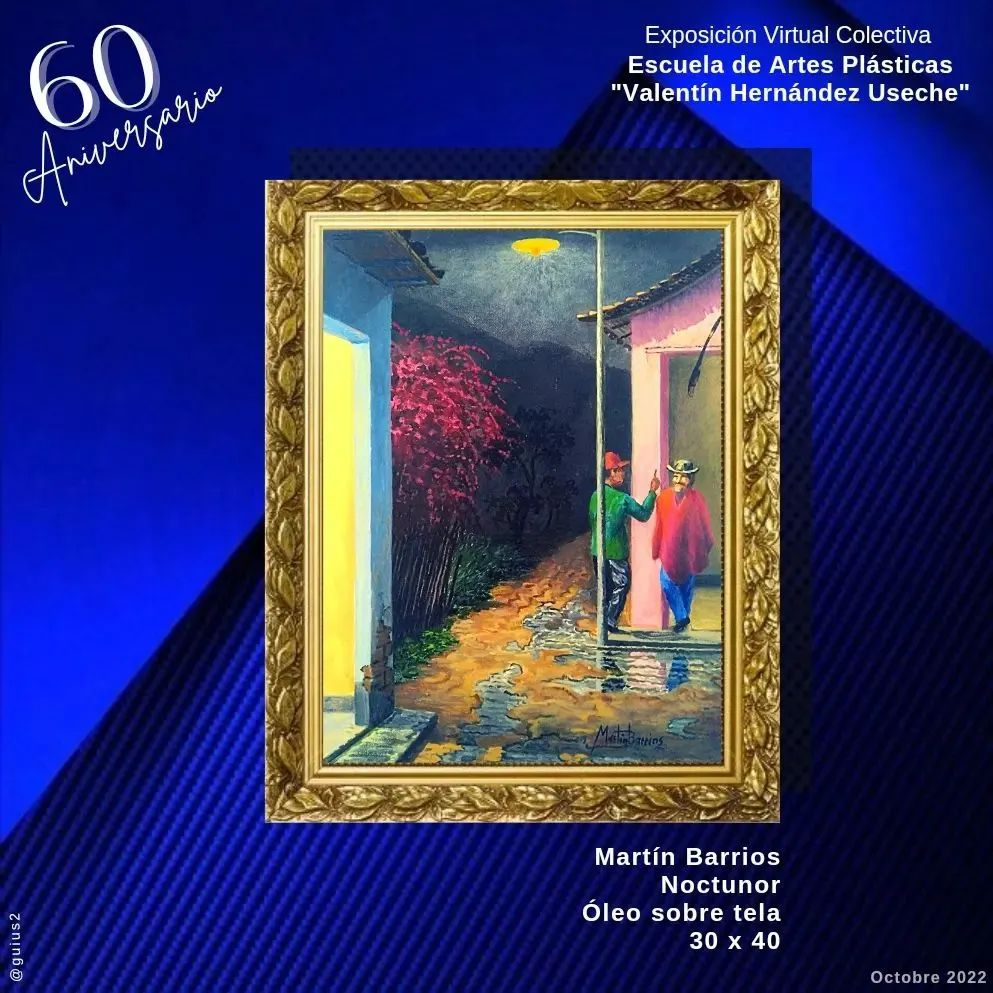 60
Aniversario
Exposición Virtual Colectiva
Escuela de Artes Plásticas
"Valentín Hernández Useche"
Martín Barrios
Martín Barrios
Noctunor
Óleo sobre tela
30 x 40
@guius2
Octobre 2022